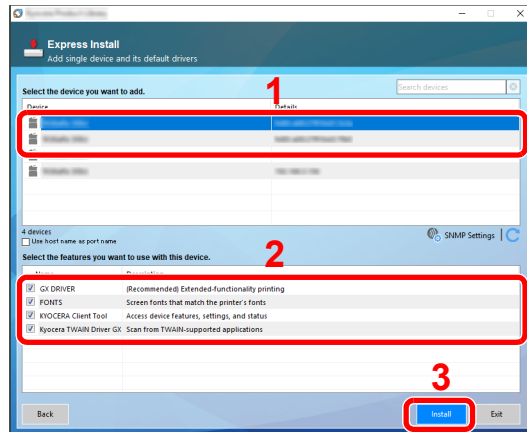 Express Install
Add single device and its default drivers
1
Select the device you want to add.
Search devices
Device Details
4 devices
Use host name as port name
SNMP Settings
2
Select the features you want to use with this device.
Name Description
GX DRIVER (Recommended) Extended-functionality printing
FONTS Screen fonts that match the printer's fonts
KYOCERA Client Tool Access device features, settings, and status
Kyocera TWAIN Driver GX Scan from TWAIN-supported applications
3
Back Install Exit